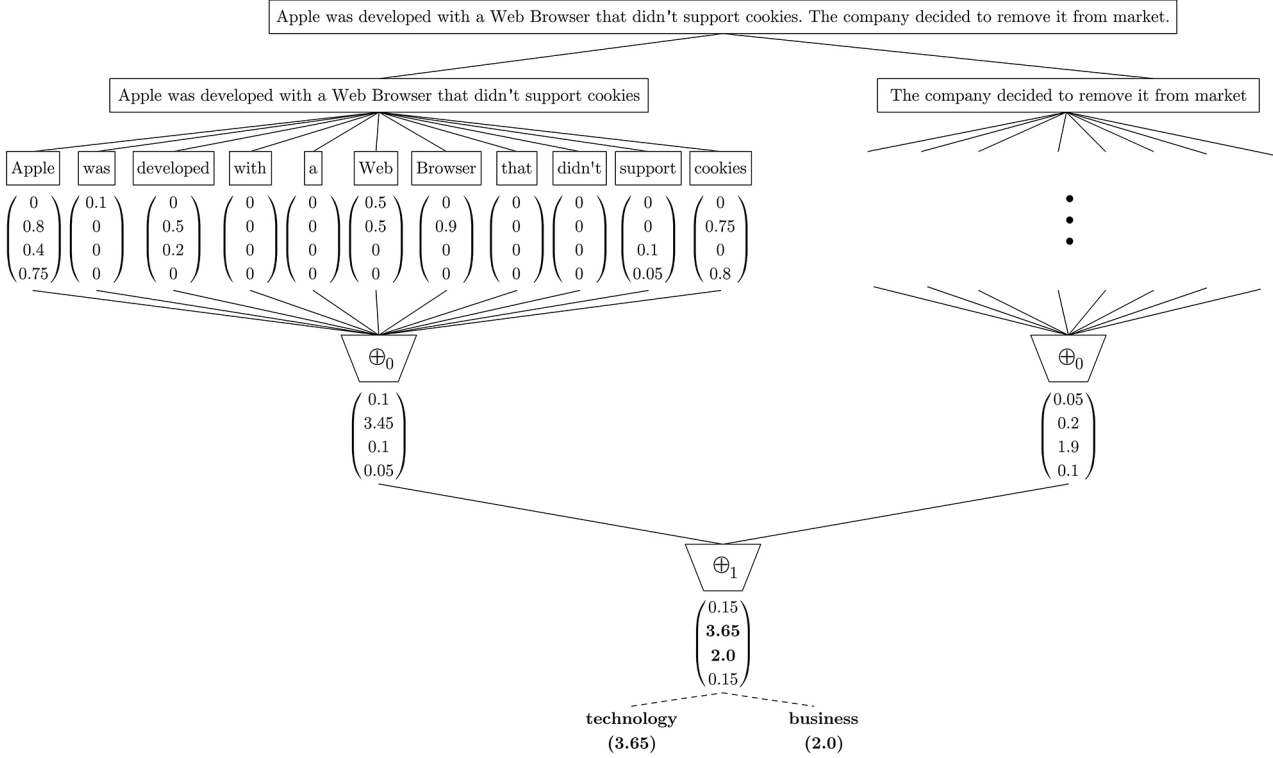 Apple was developed with a Web Browser that didn't support cookies. The company decided to remove it from market.
Apple was developed with a Web Browser that didn't support cookies
The company decided to remove it from market
Apple was developed with a Web Browser that didn't support cookies
0 0.1 0 0 0 0.5 0 0 0 0 0
0.8 0 0.5 0 0 0.5 0.9 0 0 0 0.75
0.4 0 0.2 0 0 0 0 0 0 0.1 0
0.75 0 0 0 0 0 0 0 0 0.05 0.8
⊕0 ⊕0
0.1 0.05
3.45 0.2
0.1 1.9
0.05 0.1
⊕1
0.15
3.65
2.0
0.15
technology business
(3.65) (2.0)